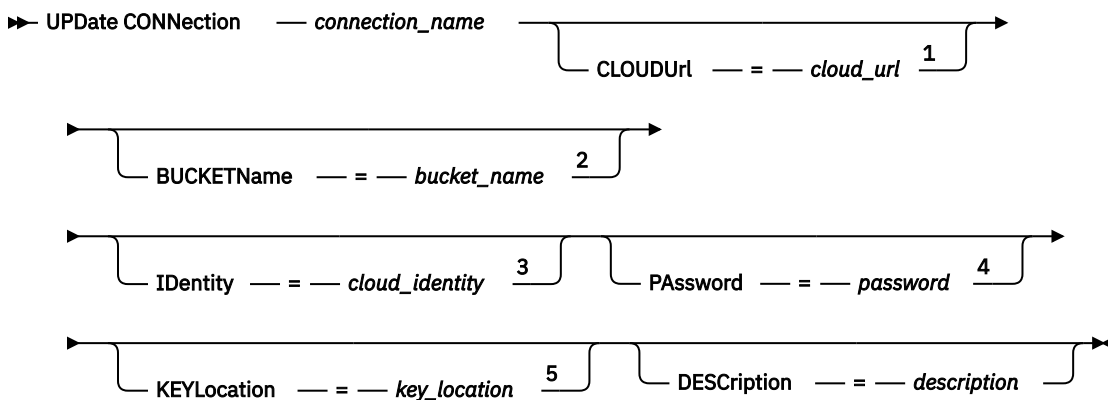 UPDate CONNection connection_name
CLOUDUrl = cloud_url 1
BUCKETName = bucket_name 2
IDentity = cloud_identity 3 PAssword = password 4
KEYLocation = key_location 5 DESCription = description